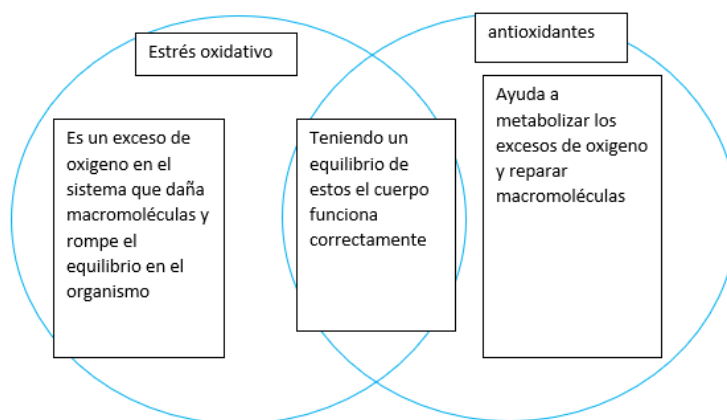 Estrés oxidativo
antioxidantes
Es un exceso de
oxigeno en el
sistema que daña
macromoléculas y
rompe el
equilibrio en el
organismo
Teniendo un
equilibrio de
estos el cuerpo
funciona
correctamente
Ayuda a
metabolizar los
excesos de oxigeno
y reparar
macromoléculas